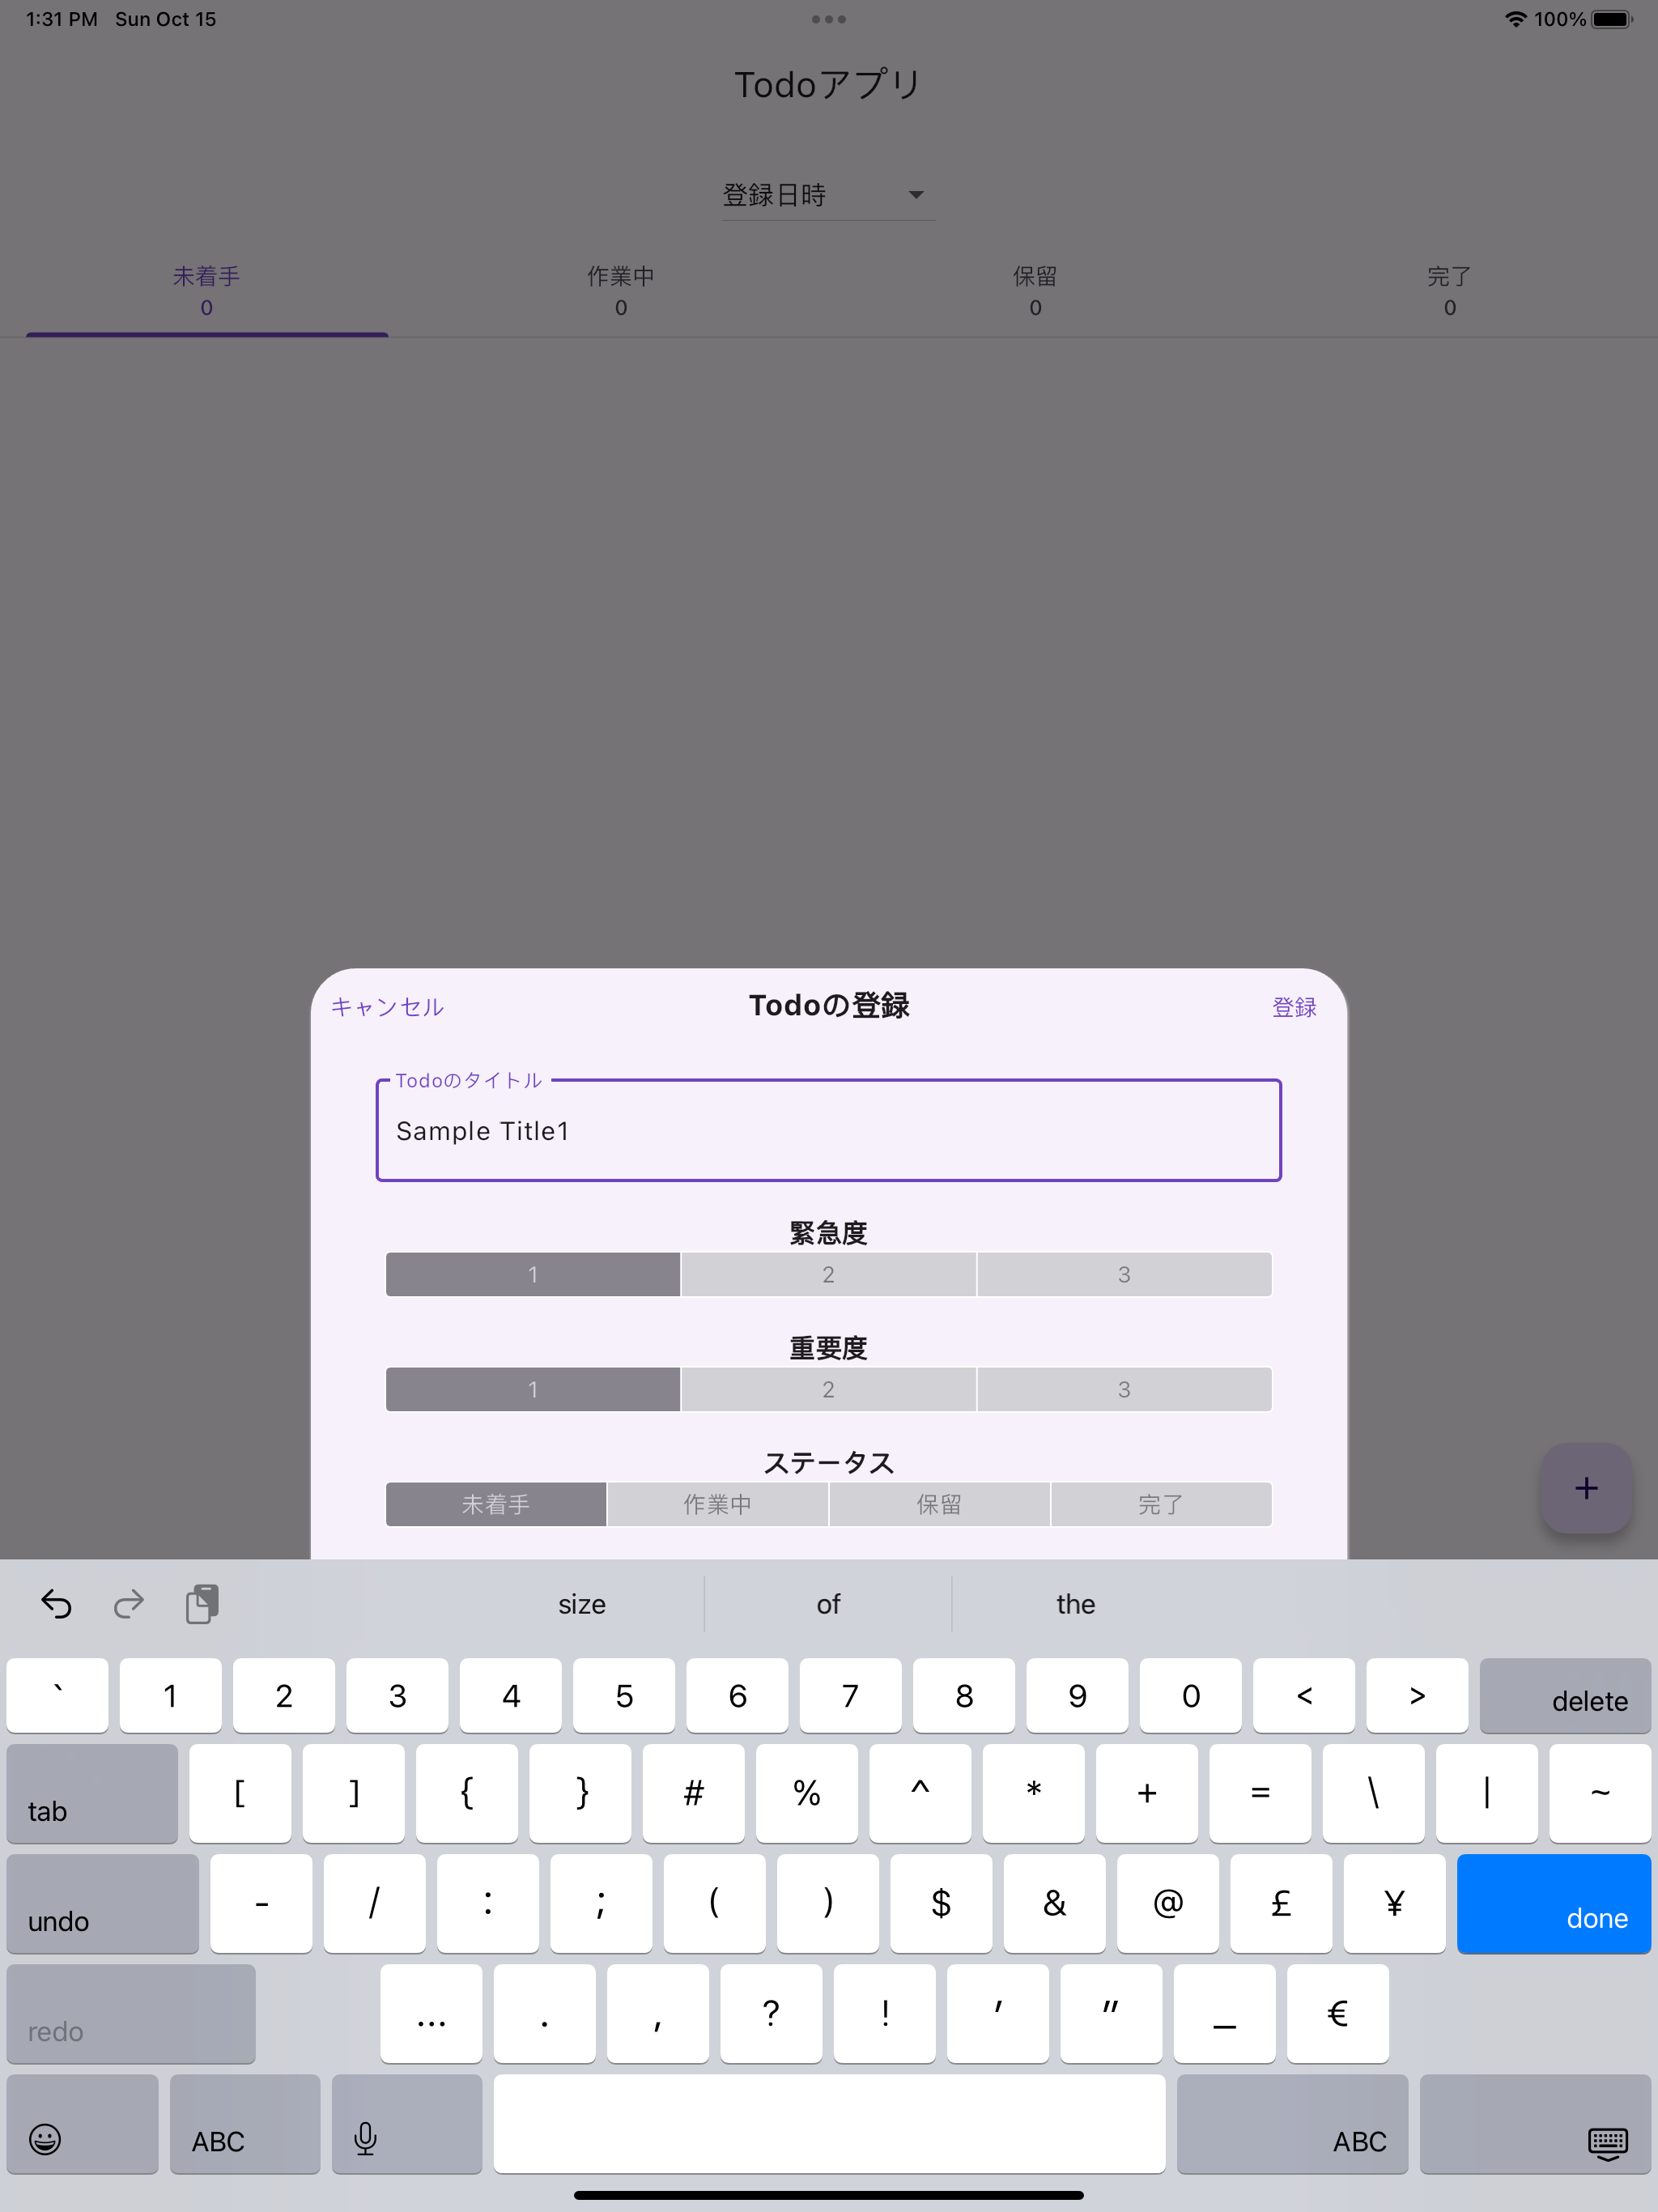 1:31 PM Sun Oct 15 100%
Todoアプリ
登録日時
未着手 作業中 保留 完了
0 0 0 0
キャンセル Todoの登録 登録
Todoのタイトル
Sample Title1
緊急度
1 2 3
重要度
1 2 3
ステータス
未着手 作業中 保留 完了
+
size of the
` 1 2 3 4 5 6 7 8 9 0 < > delete
tab [ ] { } # % ^ * + = \ | ~
undo - / : ; ( ) $ & @ £ ¥ done
redo ... . , ? ! ' " _ €
ABC ABC